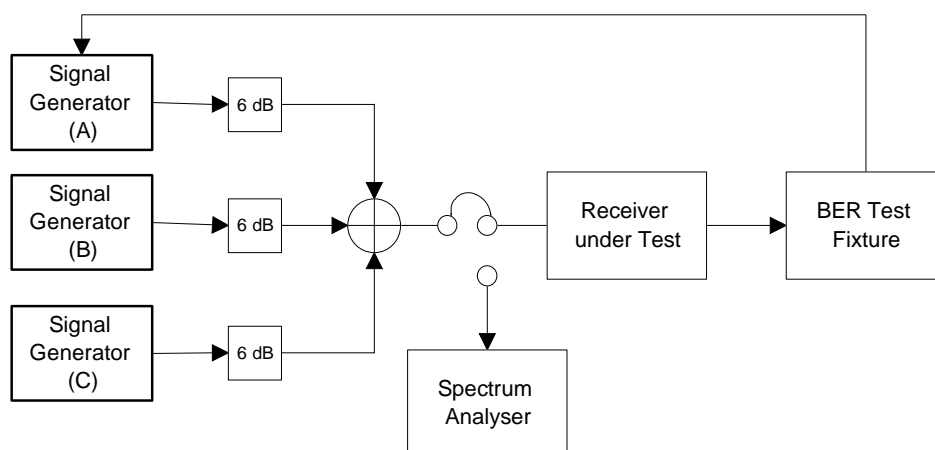 Signal
Generator
(A)
6 dB
Signal
Generator
(B)
6 dB
Signal
Generator
(C)
6 dB
Receiver
under Test
BER Test
Fixture
Spectrum
Analyser